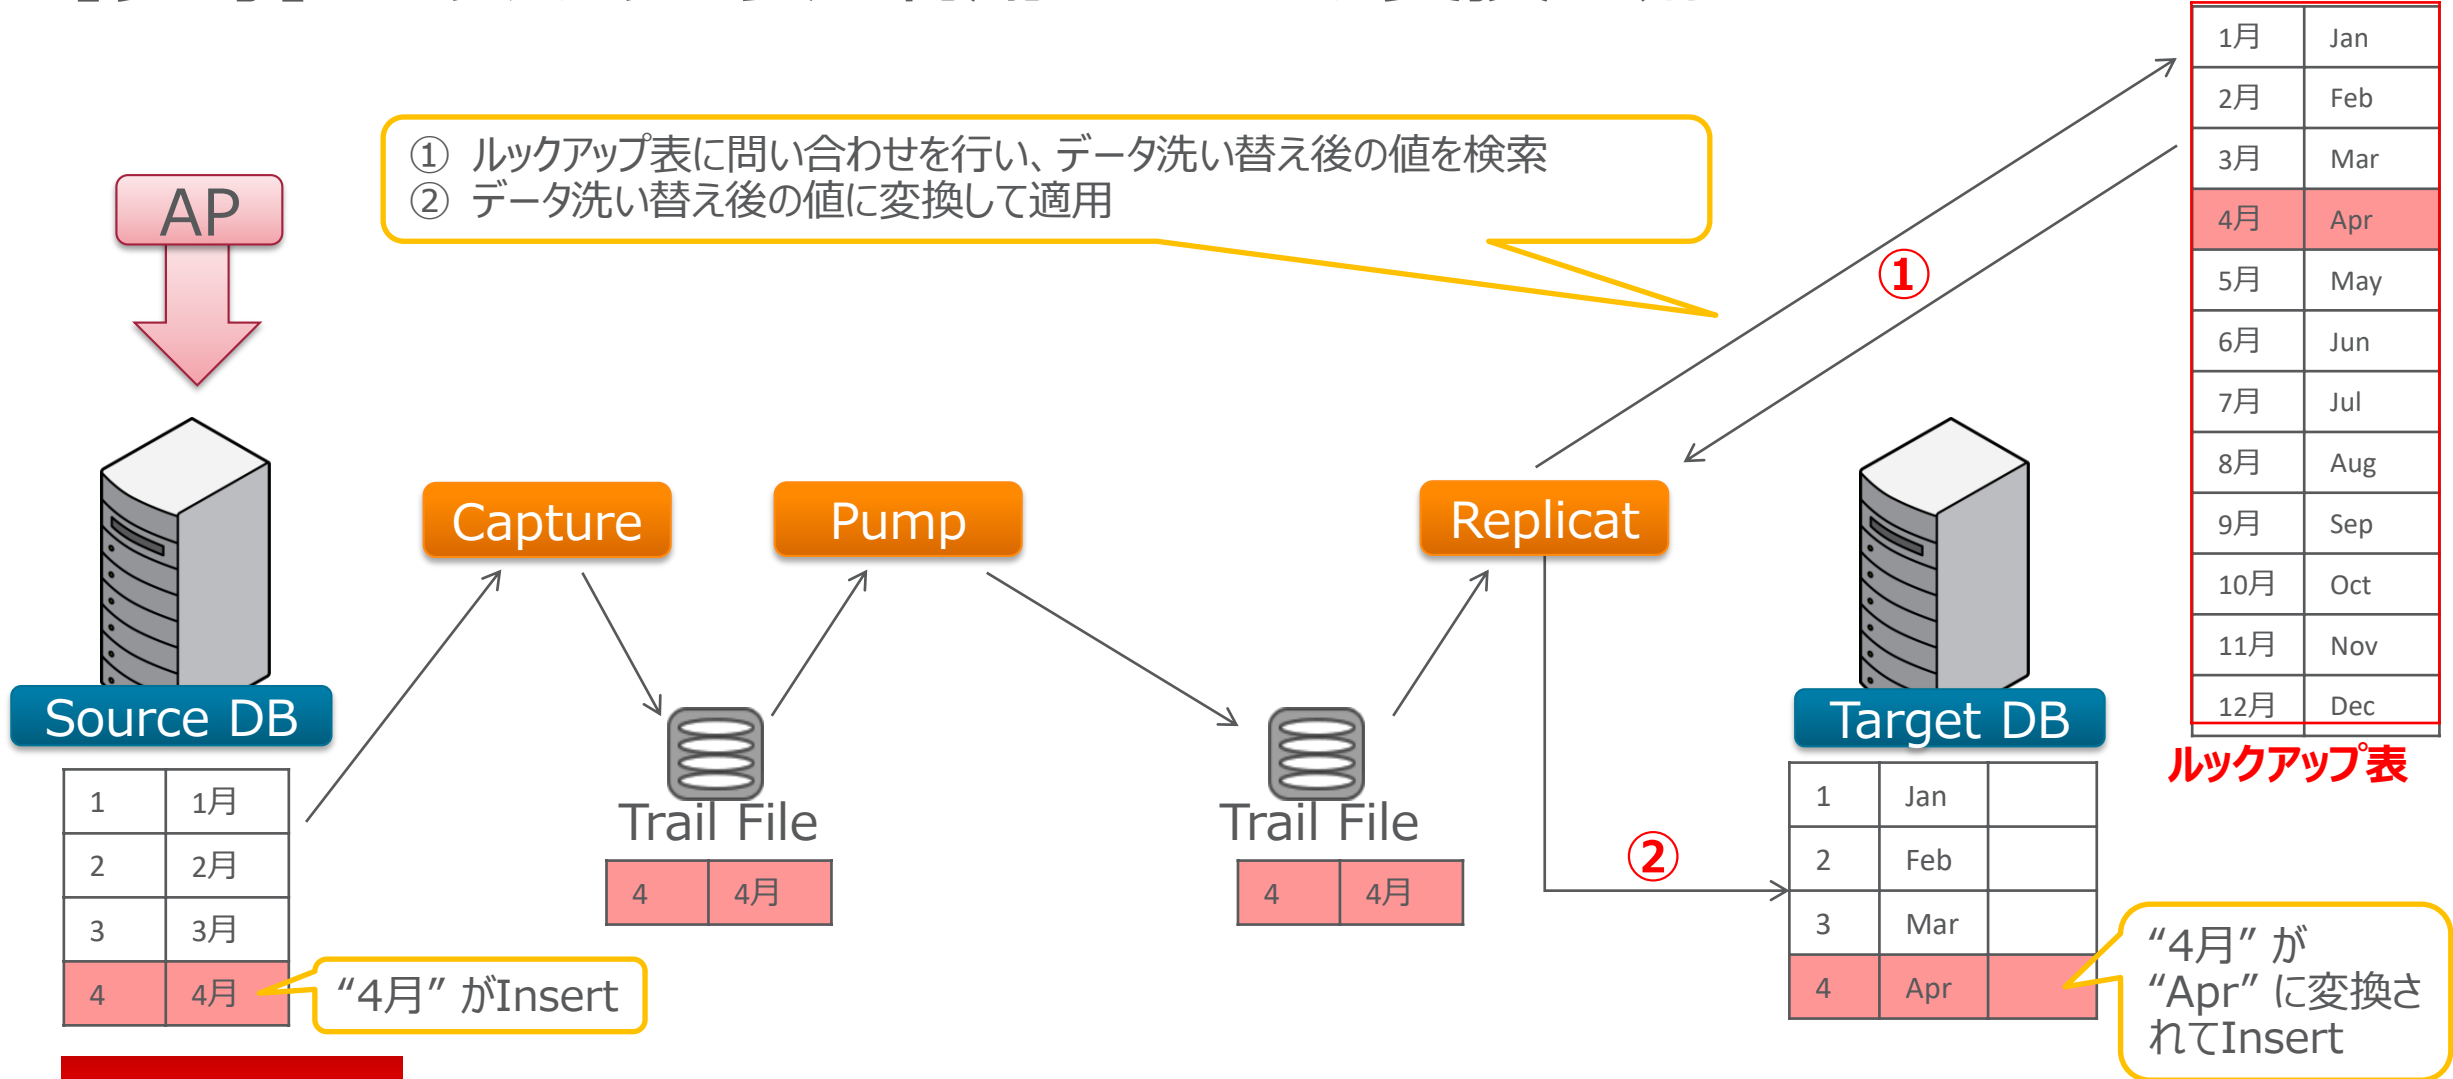 ① ルックアップ表に問い合わせを行い、データ洗い替え後の値を検索
② データ洗い替え後の値に変換して適用
AP
①
Capture
Pump
Replicat
Source DB
Target DB
Trail File
Trail File
②
1 1月
2 2月
3 3月
4 4月
“4月” がInsert
4 4月
4 4月
1 Jan
2 Feb
3 Mar
4 Apr
“4月” が
“Apr” に変換さ
れてInsert
1月 Jan
2月 Feb
3月 Mar
4月 Apr
5月 May
6月 Jun
7月 Jul
8月 Aug
9月 Sep
10月 Oct
11月 Nov
12月 Dec
ルックアップ表